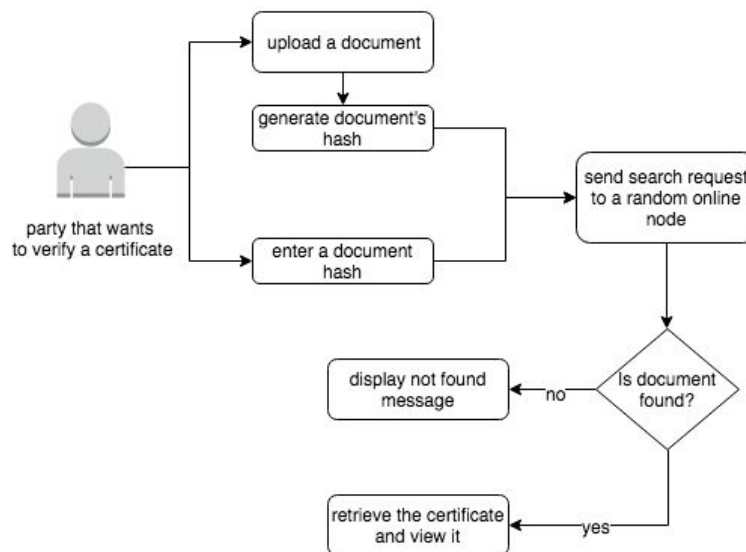 upload a document
generate document's
hash
party that wants
to verify a certificate
enter a document
hash
send search request
to a random online
node
Is document
found?
no
display not found
message
yes
retrieve the certificate
and view it